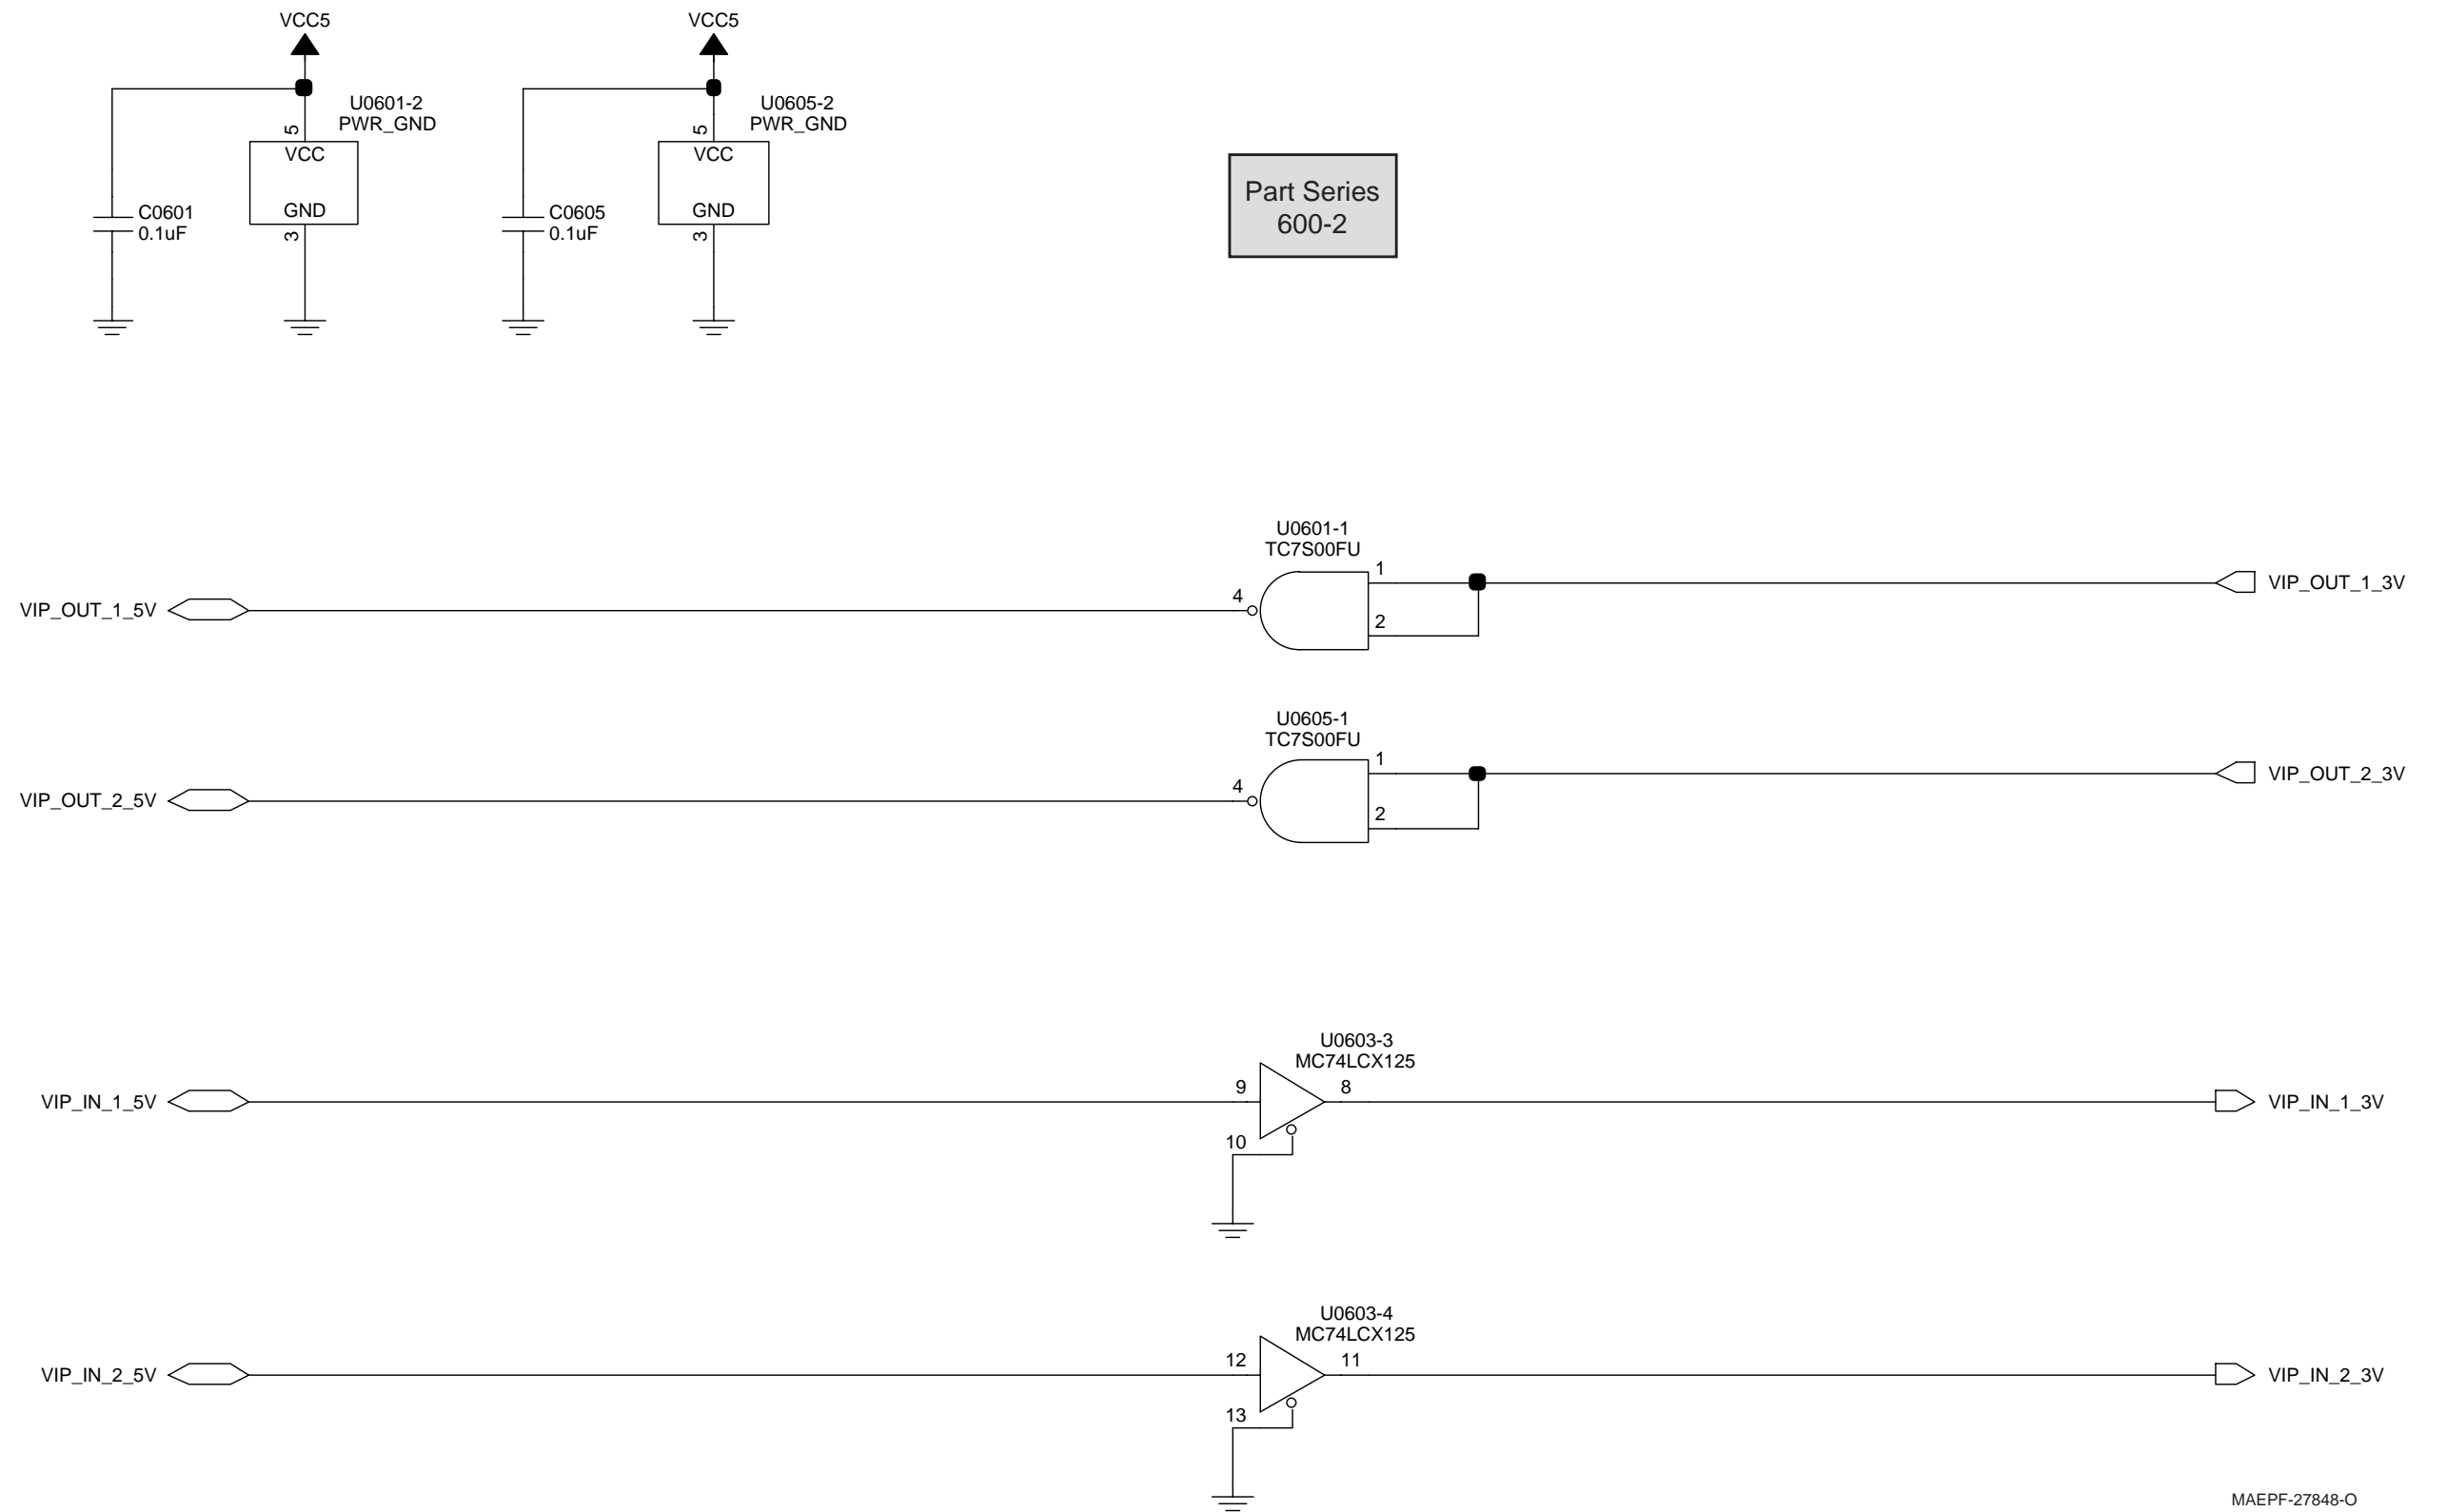 VCC5
VCC5
U0601-2
PWR_GND
U0605-2
PWR_GND
5
VCC
5
VCC
C0601
0.1uF
GND
3
C0605
0.1uF
GND
3
Part Series
600-2
U0601-1
TC7S00FU
VIP_OUT_1_5V
4
1
2
VIP_OUT_1_3V
U0605-1
TC7S00FU
VIP_OUT_2_5V
4
1
2
VIP_OUT_2_3V
U0603-3
MC74LCX125
VIP_IN_1_5V
9
8
10
VIP_IN_1_3V
U0603-4
MC74LCX125
VIP_IN_2_5V
12
11
13
VIP_IN_2_3V
MAEPF-27848-O